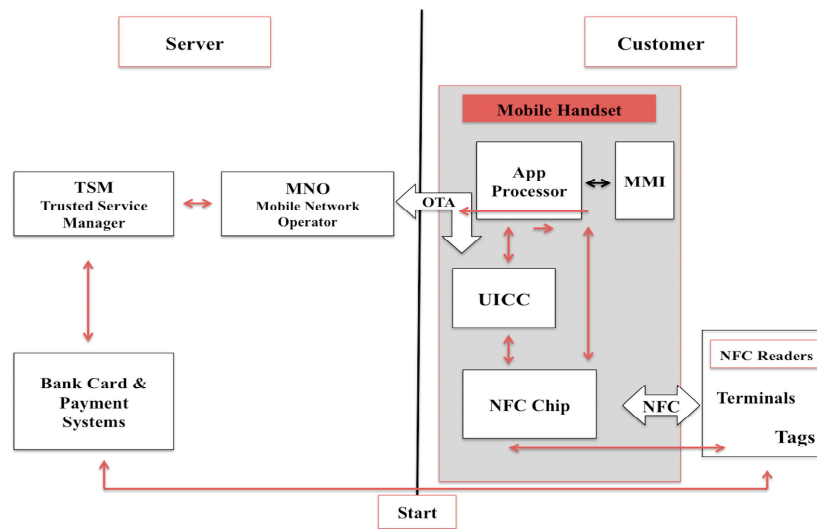 Server
Customer
Mobile Handset
App
Processor
MMI
TSM
Trusted Service
Manager
MNO
Mobile Network
Operator
OTA
UICC
Bank Card &
Payment
Systems
NFC Chip
NFC
NFC Readers
Terminals
Tags
Start